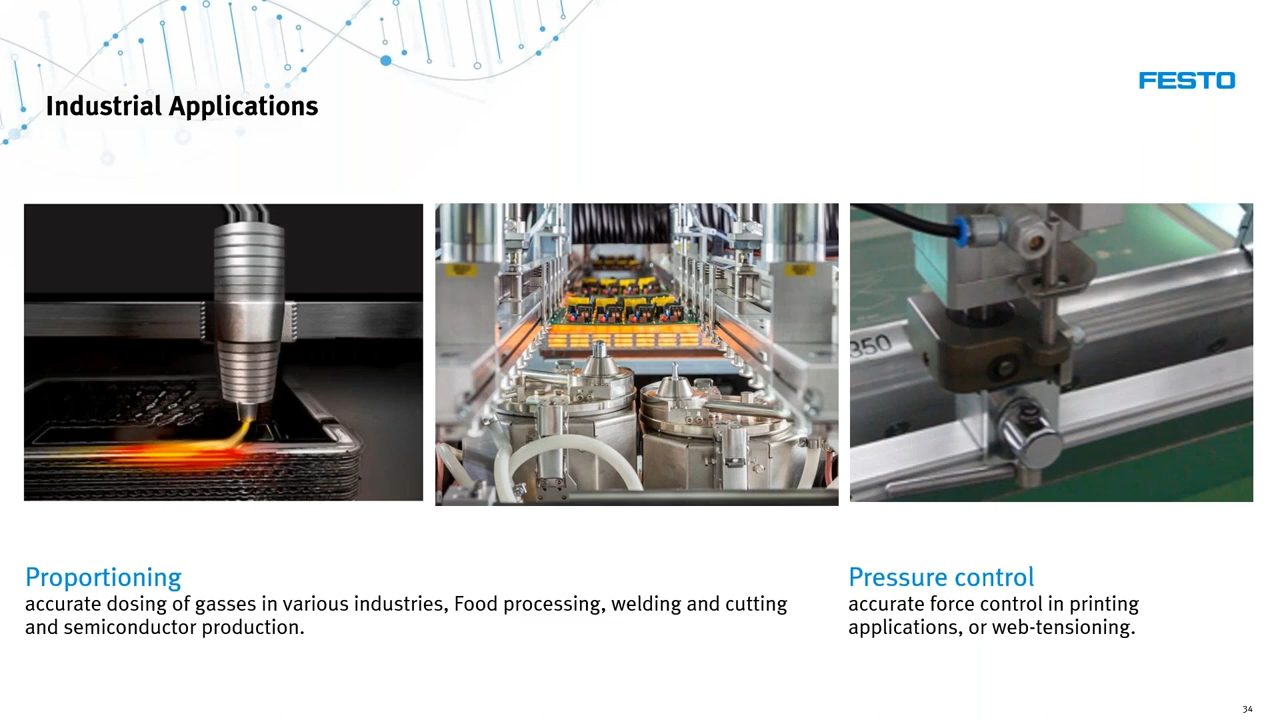 FESTO
Industrial Applications
350
Proportioning
accurate dosing of gasses in various industries, Food processing, welding and cutting
and semiconductor production.
Pressure control
accurate force control in printing
applications, or web-tensioning.
34